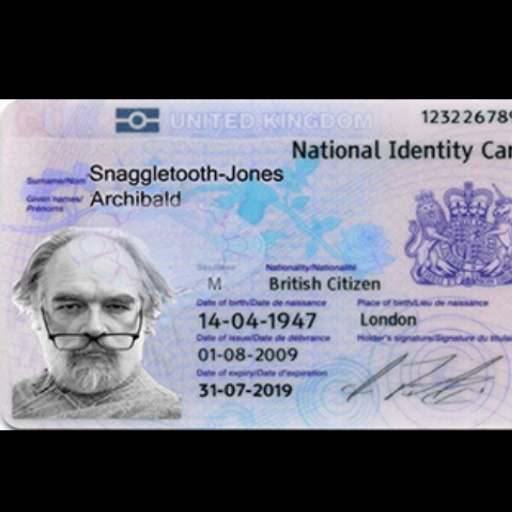 UNITED KINGDOM
123226789
National Identity Car
Surname/Nom Snaggletooth-Jones
Given names/ Prénoms Archibald
Sex/Sexe Nationality/Nationalité
M British Citizen
Date of birth/Date de naissance Place of birth/Lieu de naissance
14-04-1947 London
Date of issue/Date de délivrance Holder's signature/Signature du titulai
01-08-2009
Date of expiry/Date d'expiration
31-07-2019